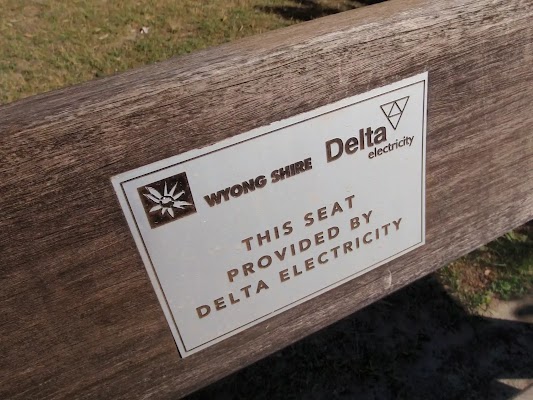 WYONG SHIRE
Delta
electricity
THIS SEAT
PROVIDED BY
DELTA ELECTRICITY